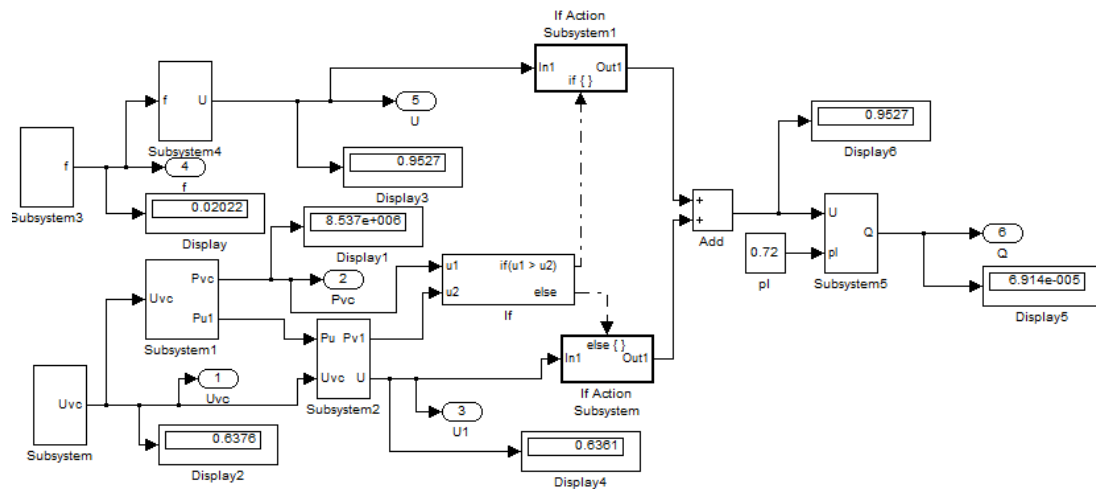 If Action
Subsystem1
In1
Out1
if { }
f
U
Subsystem4
5
U
0.9527
Display3
f
Subsystem3
4
f
0.02022
Display
8.537e+006
Display1
0.9527
Display6
+
+
Add
U
Q
pl
Subsystem5
0.72
pl
6
Q
6.914e-005
Display5
Uvc
Pvc
Pu1
Subsystem1
2
Pvc
u1
if(u1 > u2)
u2
else
If
Pu
Pv1
Uvc
U
Subsystem2
else { }
In1
Out1
If Action
Subsystem
Uvc
Subsystem
1
Uvc
0.6376
Display2
3
U1
0.6361
Display4